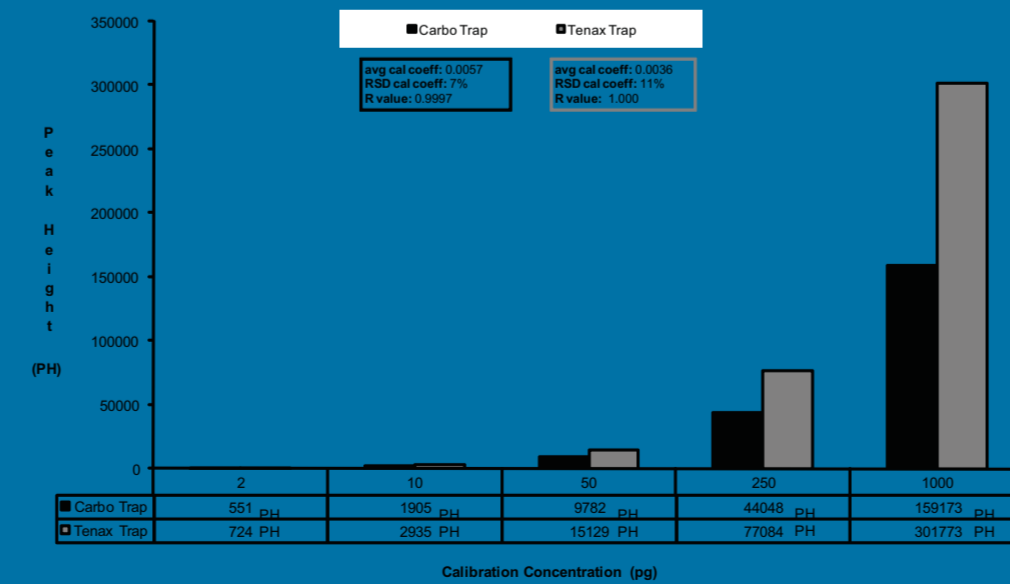 Carbo Trap Tenax Trap
avg cal coeff: 0.0057
RSD cal coeff: 7%
R value: 0.9997
avg cal coeff: 0.0036
RSD cal coeff: 11%
R value: 1.000
Peak Height (PH)
350000
300000
250000
200000
150000
100000
50000
0
2 10 50 250 1000
Carbo Trap 551 PH 1905 PH 9782 PH 44048 PH 159173 PH
Tenax Trap 724 PH 2935 PH 15129 PH 77084 PH 301773 PH
Calibration Concentration (pg)